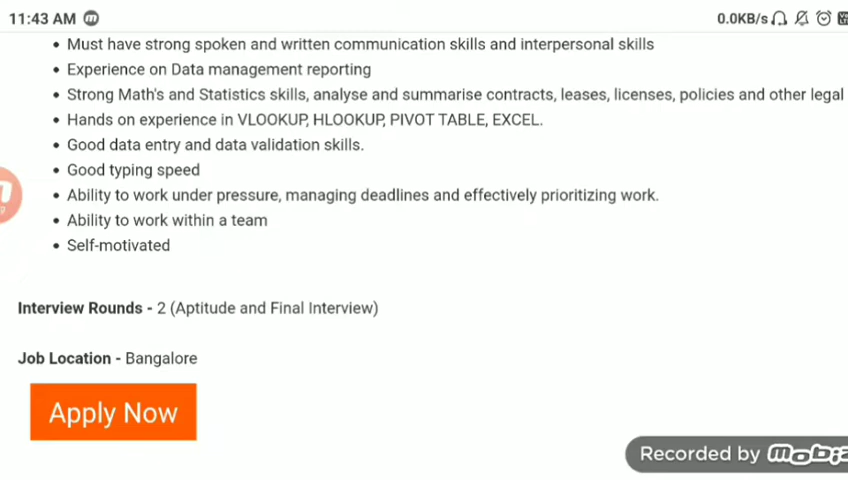 11:43 AM
0.0KB/s
Must have strong spoken and written communication skills and interpersonal skills
Experience on Data management reporting
Strong Math's and Statistics skills, analyse and summarise contracts, leases, licenses, policies and other legal
Hands on experience in VLOOKUP, HLOOKUP, PIVOT TABLE, EXCEL.
Good data entry and data validation skills.
Good typing speed
Ability to work under pressure, managing deadlines and effectively prioritizing work.
Ability to work within a team
Self-motivated
Interview Rounds - 2 (Aptitude and Final Interview)
Job Location - Bangalore
Apply Now
Recorded by